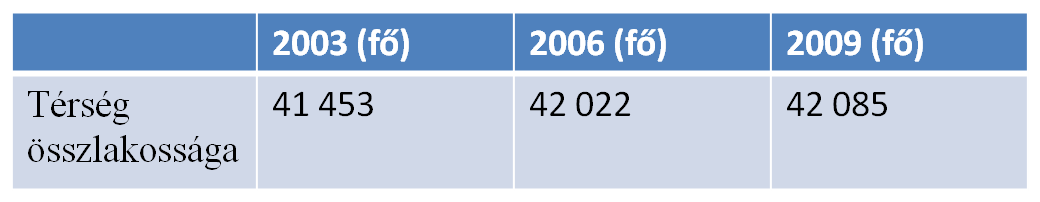 2003 (fő) 2006 (fő) 2009 (fő)
Térség 41 453 42 022 42 085
összlakossága